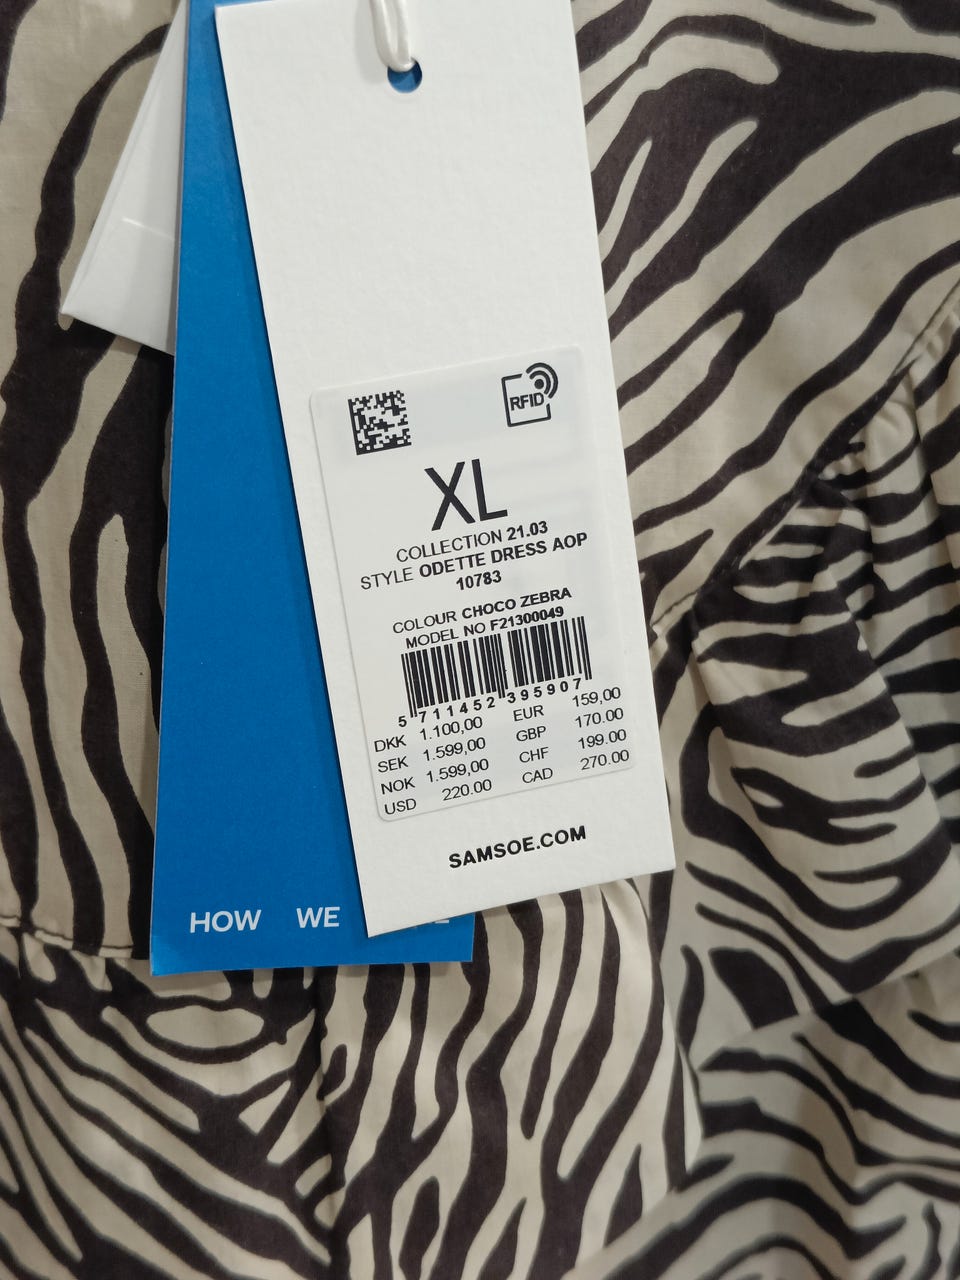 RFID
XL
COLLECTION 21.03
STYLE ODETTE DRESS AOP
10783
COLOUR CHOCO ZEBRA
MODEL NO F21300049
5 711452 395907
DKK 1.100,00 EUR 159,00
SEK 1.599,00 GBP 170.00
NOK 1.599,00 CHF 199.00
USD 220.00 CAD 270.00
SAMSOE.COM
HOW WE